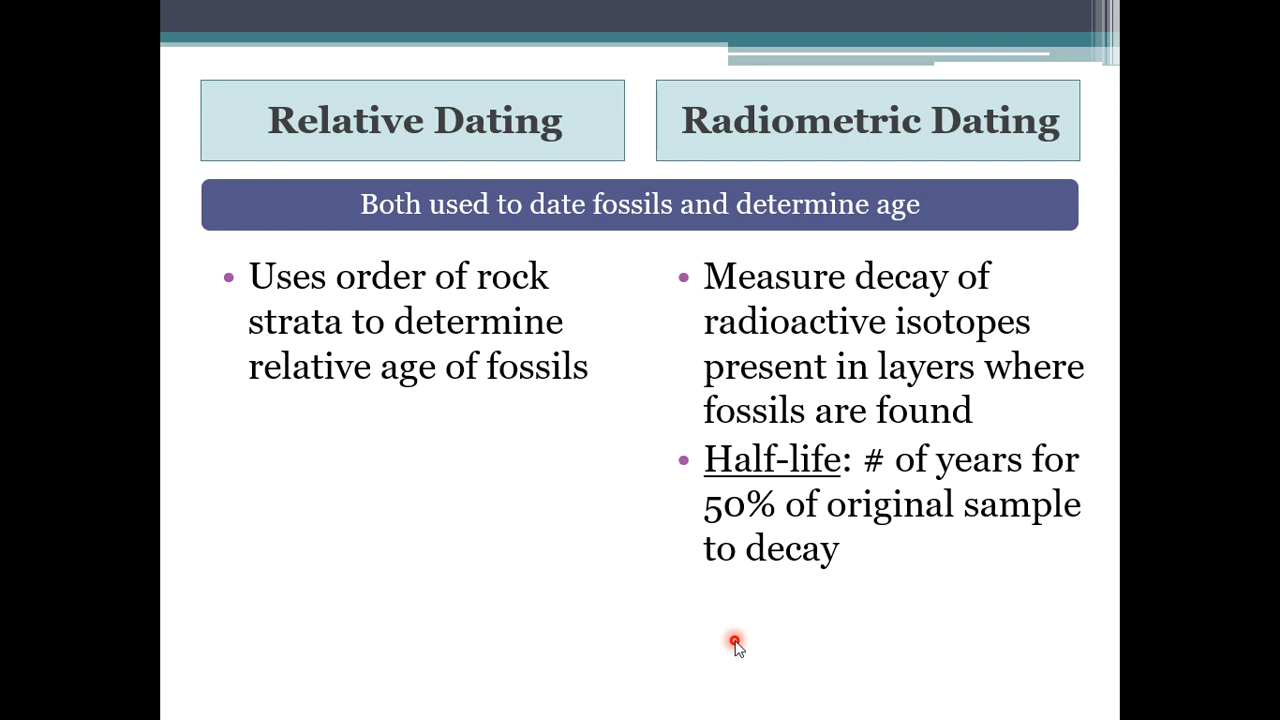 Relative Dating
Radiometric Dating
Both used to date fossils and determine age
• Uses order of rock
strata to determine
relative age of fossils
• Measure decay of
radioactive isotopes
present in layers where
fossils are found
• Half-life: # of years for
50% of original sample
to decay